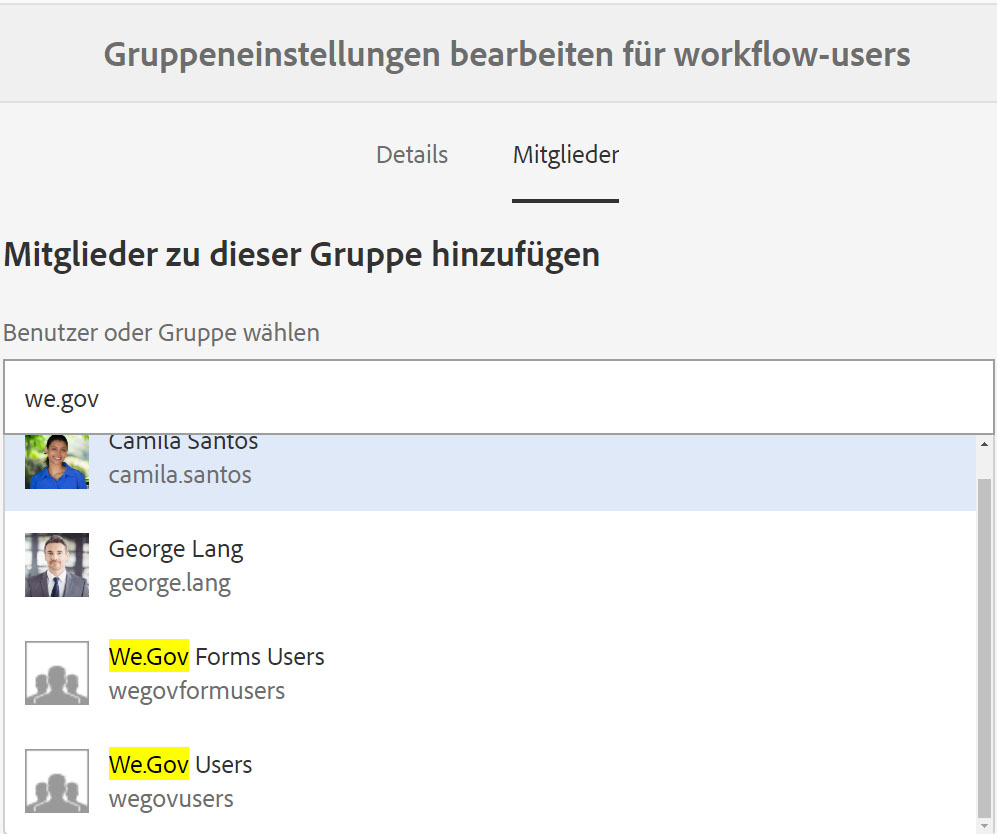 Gruppeneinstellungen bearbeiten für workflow-users
Details
Mitglieder
Mitglieder zu dieser Gruppe hinzufügen
Benutzer oder Gruppe wählen
we.gov
Camila Santos
camila.santos
George Lang
george.lang
We.Gov Forms Users
wegovformusers
We.Gov Users
wegovusers